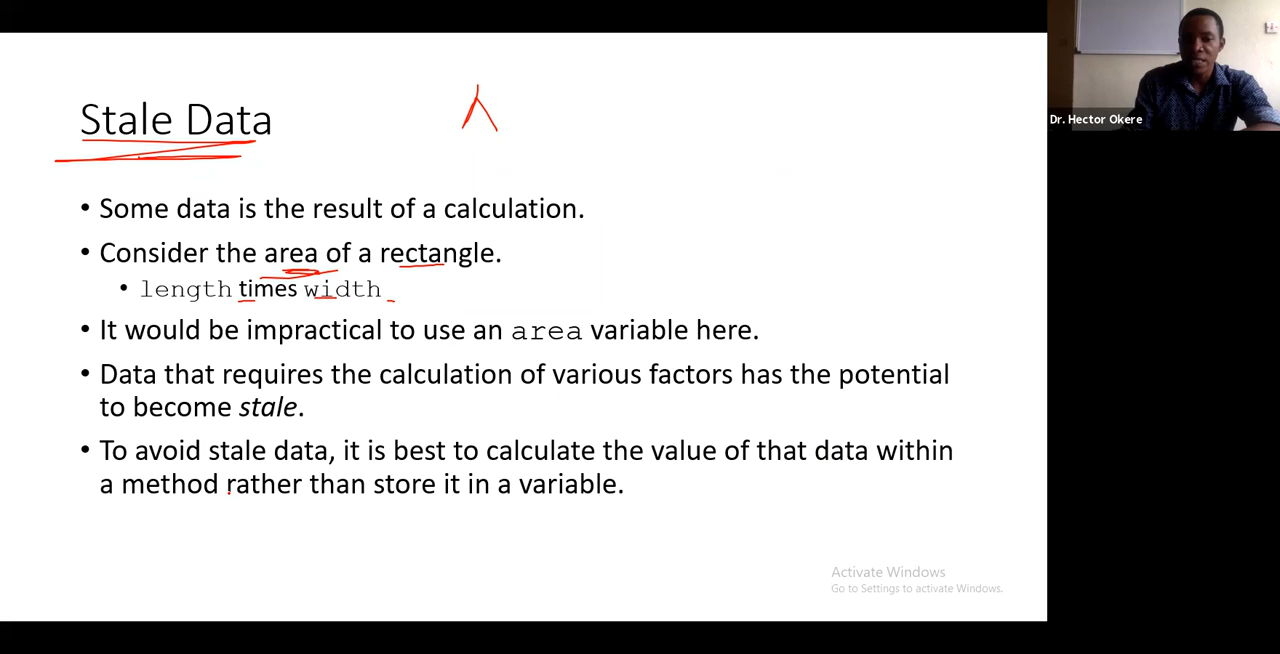 Stale Data
• Some data is the result of a calculation.
• Consider the area of a rectangle.
• length times width
• It would be impractical to use an area variable here.
• Data that requires the calculation of various factors has the potential
to become stale.
• To avoid stale data, it is best to calculate the value of that data within
a method rather than store it in a variable.
Activate Windows
Go to Settings to activate Windows.
Dr. Hector Okere